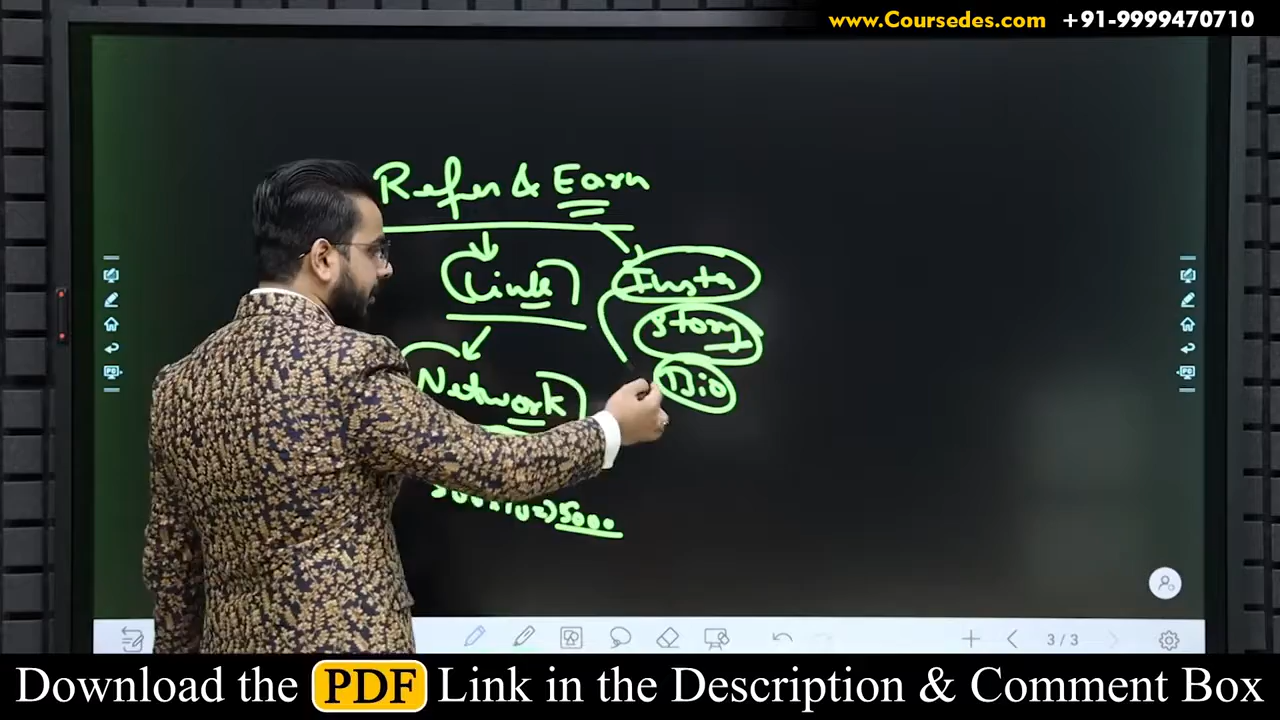 www.Coursedes.com +91-9999470710
Refer & Earn
Link
Insta
Story
Network
Bio
500x10=5000
3/3
Download the PDF Link in the Description & Comment Box